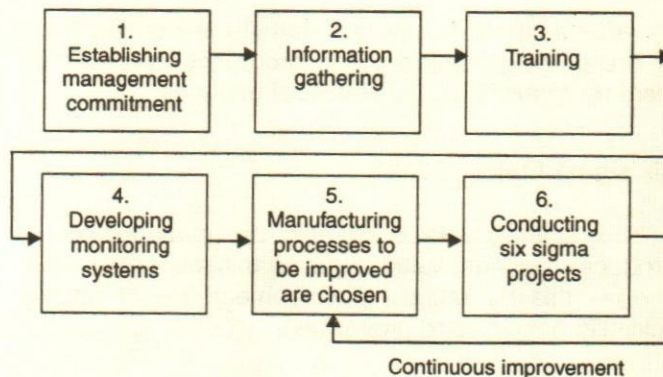 1.
Establishing
management
commitment
2.
Information
gathering
3.
Training
4.
Developing
monitoring
systems
5.
Manufacturing
processes to
be improved
are chosen
6.
Conducting
six sigma
projects
Continuous improvement